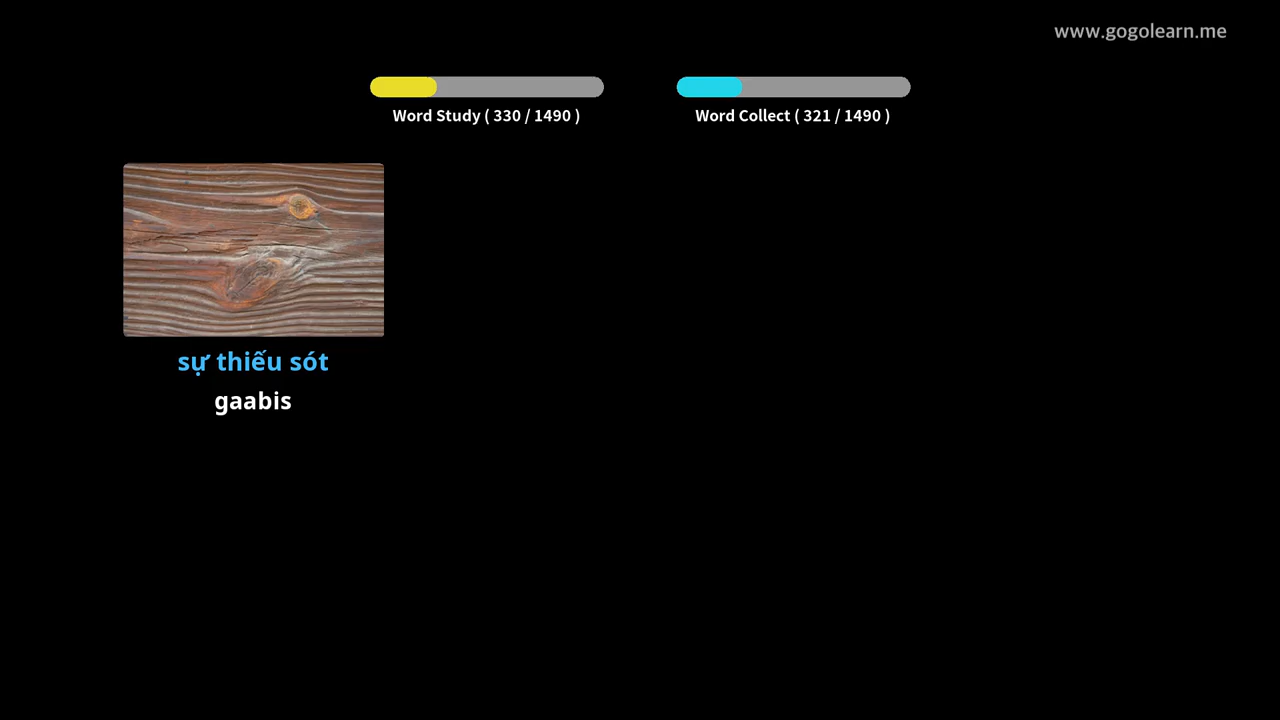 www.gogolearn.me
Word Study ( 330 / 1490 )
Word Collect ( 321 / 1490 )
sự thiếu sót
gaabis